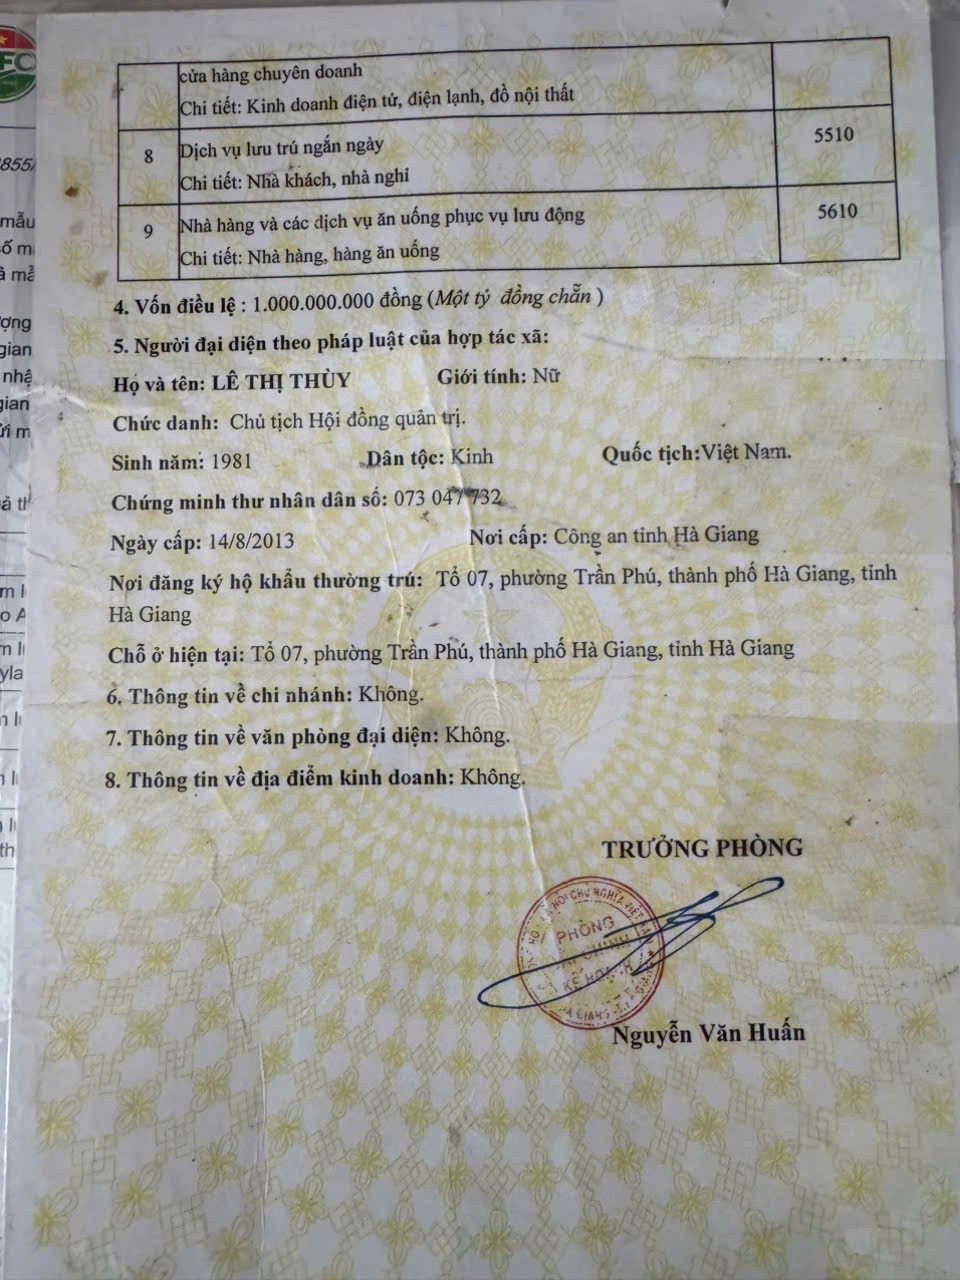 cửa hàng chuyên doanh
Chi tiết: Kinh doanh điện tử, điện lạnh, đồ nội thất
8 Dịch vụ lưu trú ngắn ngày 5510
Chi tiết: Nhà khách, nhà nghỉ
9 Nhà hàng và các dịch vụ ăn uống phục vụ lưu động 5610
Chi tiết: Nhà hàng, hàng ăn uống
4. Vốn điều lệ : 1.000.000.000 đồng (Một tỷ đồng chẵn )
5. Người đại diện theo pháp luật của hợp tác xã:
Họ và tên: LÊ THỊ THÙY Giới tính: Nữ
Chức danh: Chủ tịch Hội đồng quản trị.
Sinh năm: 1981 Dân tộc: Kinh Quốc tịch:Việt Nam.
Chứng minh thư nhân dân số: 073 047 732
Ngày cấp: 14/8/2013 Nơi cấp: Công an tỉnh Hà Giang
Nơi đăng ký hộ khẩu thường trú: Tổ 07, phường Trần Phú, thành phố Hà Giang, tỉnh
Hà Giang
Chỗ ở hiện tại: Tổ 07, phường Trần Phú, thành phố Hà Giang, tỉnh Hà Giang
6. Thông tin về chi nhánh: Không.
7. Thông tin về văn phòng đại diện: Không.
8. Thông tin về địa điểm kinh doanh: Không.
TRƯỞNG PHÒNG
PHÒNG
Nguyễn Văn Huấn